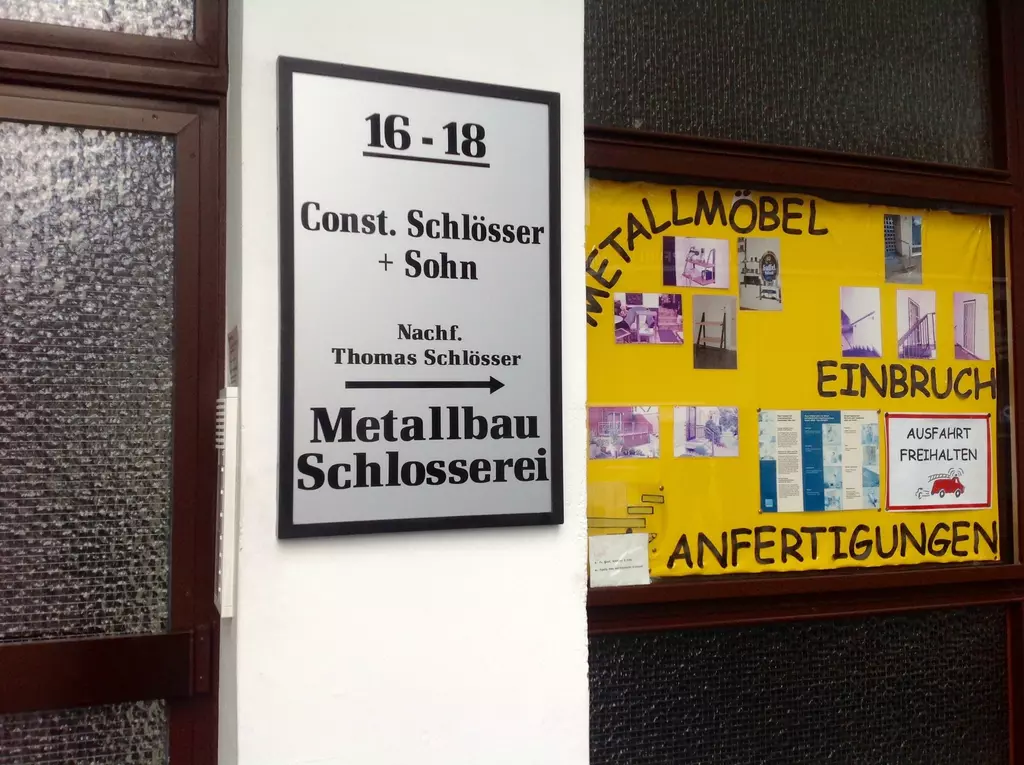 16 - 18
Const. Schlösser
+ Sohn
Nachf.
Thomas Schlösser
Metallbau
Schlosserei
METALLMÖBEL
EINBRUCH
AUSFAHRT
FREIHALTEN
ANFERTIGUNGEN